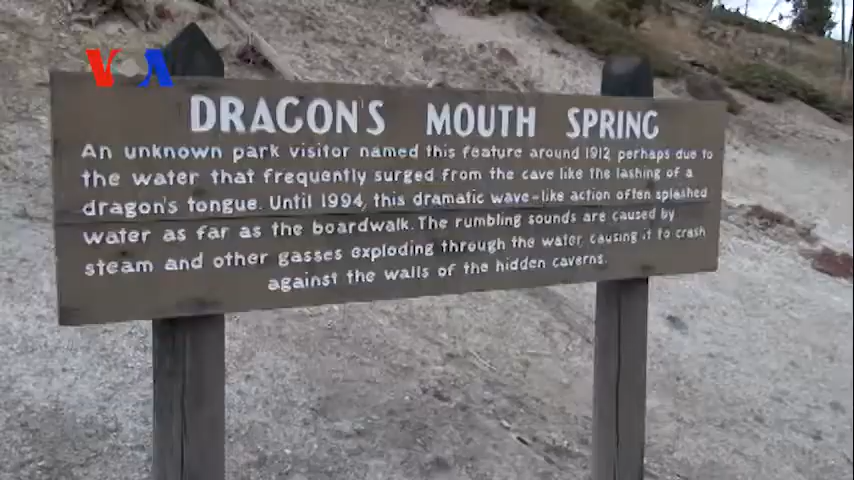 VOA
DRAGON'S MOUTH SPRING
An unknown park visitor named this feature around 1912, perhaps due to
the water that frequently surged from the cave like the lashing of a
dragon's tongue. Until 1994, this dramatic wave-like action often splashed
water as far as the boardwalk. The rumbling sounds are caused by
steam and other gasses exploding through the water, causing it to crash
against the walls of the hidden caverns.